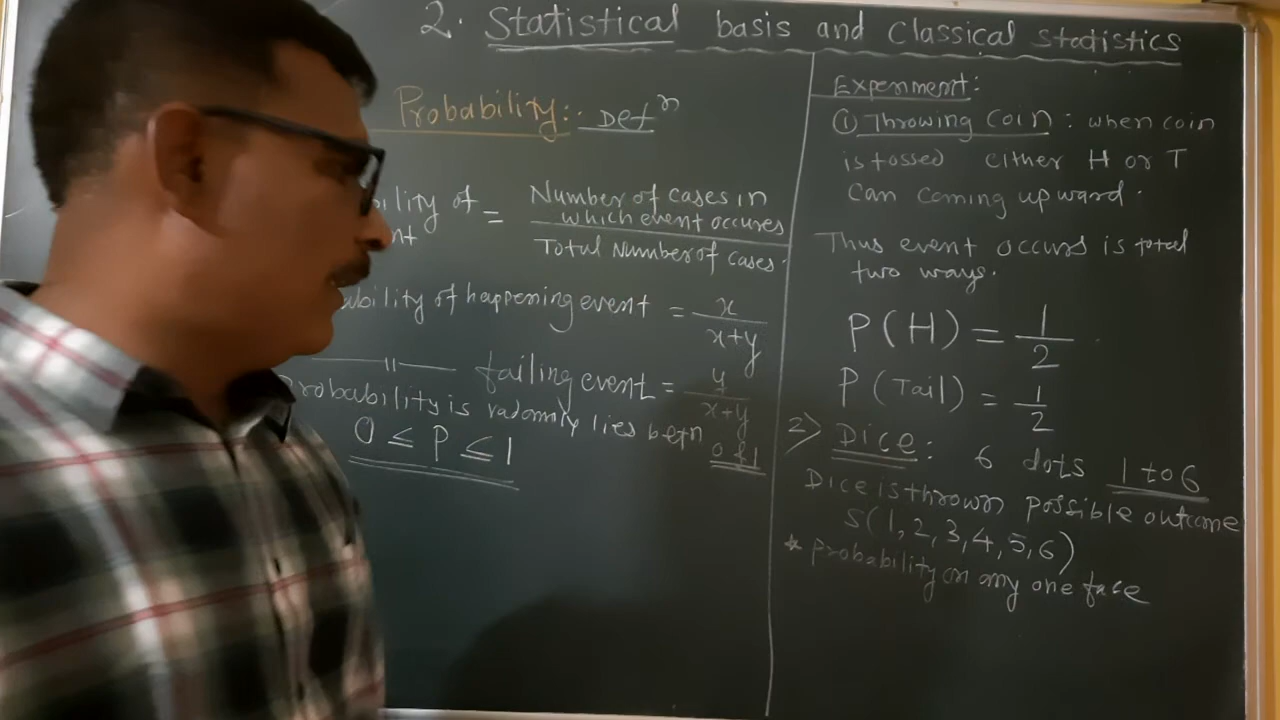 2. Statistical basis and Classical statistics
Probability:- Defⁿ
ility of = Number of cases in
which event occures
nt
Total Number of cases.
ability of happening event = x
x+y
—॥— failing event = y
x+y
robability is radomly lies betn 0 & 1
0 ≤ P ≤ 1
Experiment:
① Throwing coin: when coin
is tossed either H or T
can coming upward.
Thus event occurs is total
two ways.
P(H) = 1
2
P (Tail) = 1
2
2> Dice: 6 dots 1 to 6
Dice is thrown possible outcome
S(1,2,3,4,5,6)
* probability on any one face